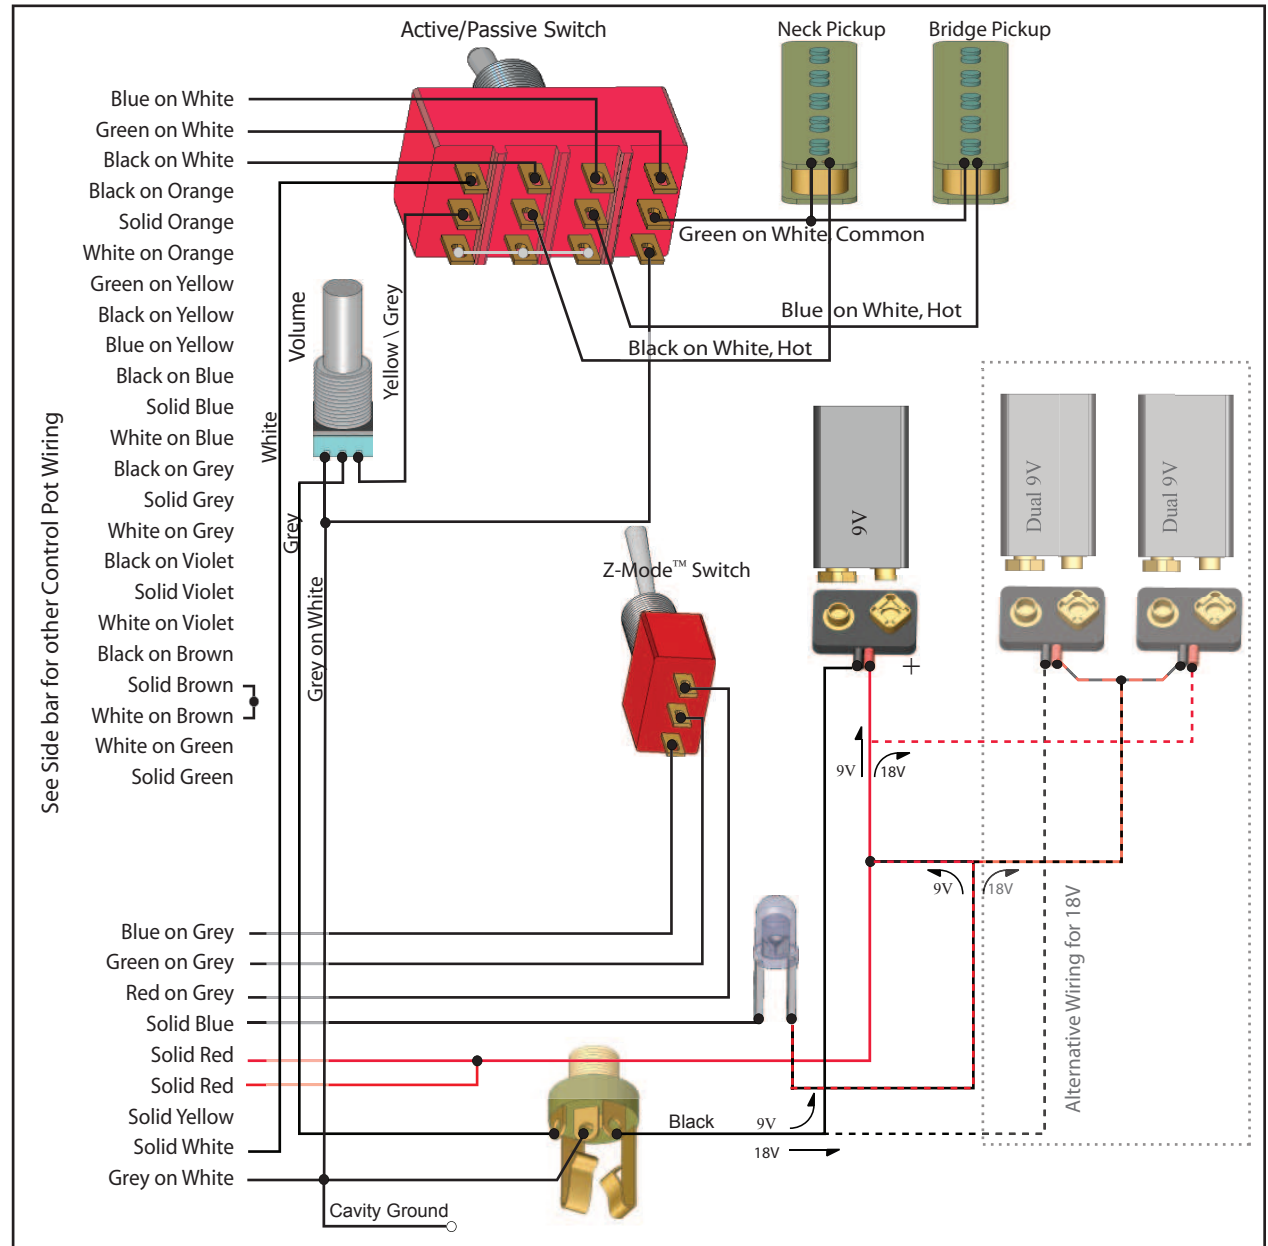 Active/Passive Switch
Neck Pickup
Bridge Pickup
Blue on White
Green on White
Black on White
Black on Orange
Solid Orange
White on Orange
Green on Yellow
Black on Yellow
Blue on Yellow
Black on Blue
Solid Blue
White on Blue
Black on Grey
Solid Grey
White on Grey
Black on Violet
Solid Violet
White on Violet
Black on Brown
Solid Brown
White on Brown
White on Green
Solid Green
See Side bar for other Control Pot Wiring
Green on White, Common
Blue on White, Hot
Black on White, Hot
Volume
Yellow \ Grey
White
Grey
Grey on White
Z-Mode™ Switch
9V
Dual 9V
Dual 9V
+
9V
18V
9V
18V
Alternative Wiring for 18V
Blue on Grey
Green on Grey
Red on Grey
Solid Blue
Solid Red
Solid Red
Solid Yellow
Solid White
Grey on White
Black
9V
18V
Cavity Ground